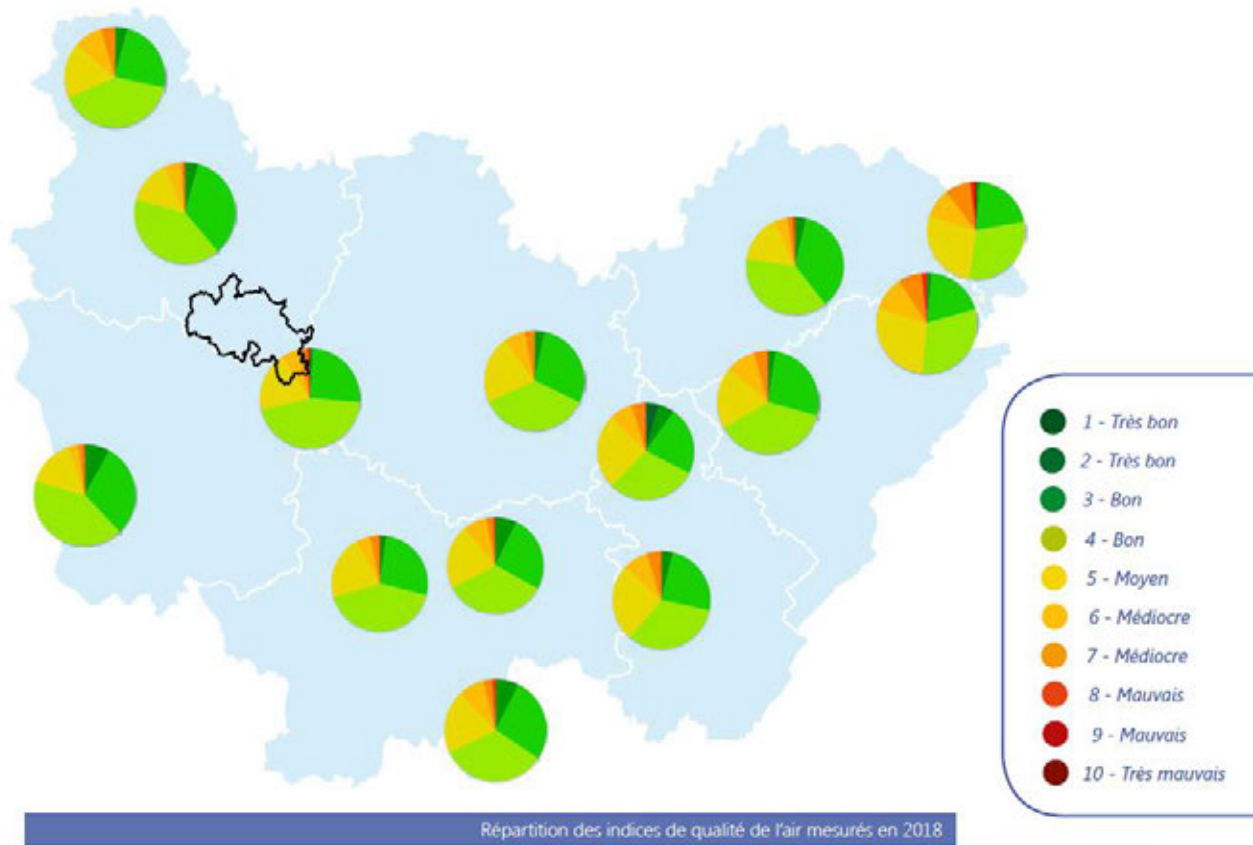 1 - Très bon
2 - Très bon
3 - Bon
4 - Bon
5 - Moyen
6 - Médiocre
7 - Médiocre
8 - Mauvais
9 - Mauvais
10 - Très mauvais
Répartition des indices de qualité de l'air mesurés en 2018